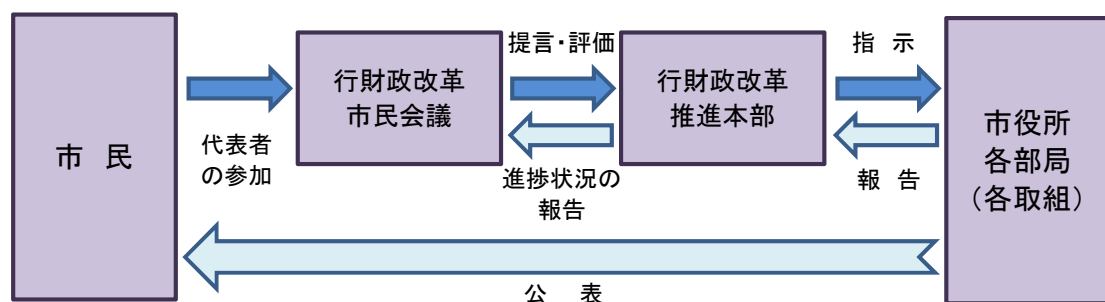 市　民
代表者
の参加
行財政改革
市民会議
提言・評価
進捗状況の
報告
行財政改革
推進本部
指　示
報　告
市役所
各部局
（各取組）
公　　表